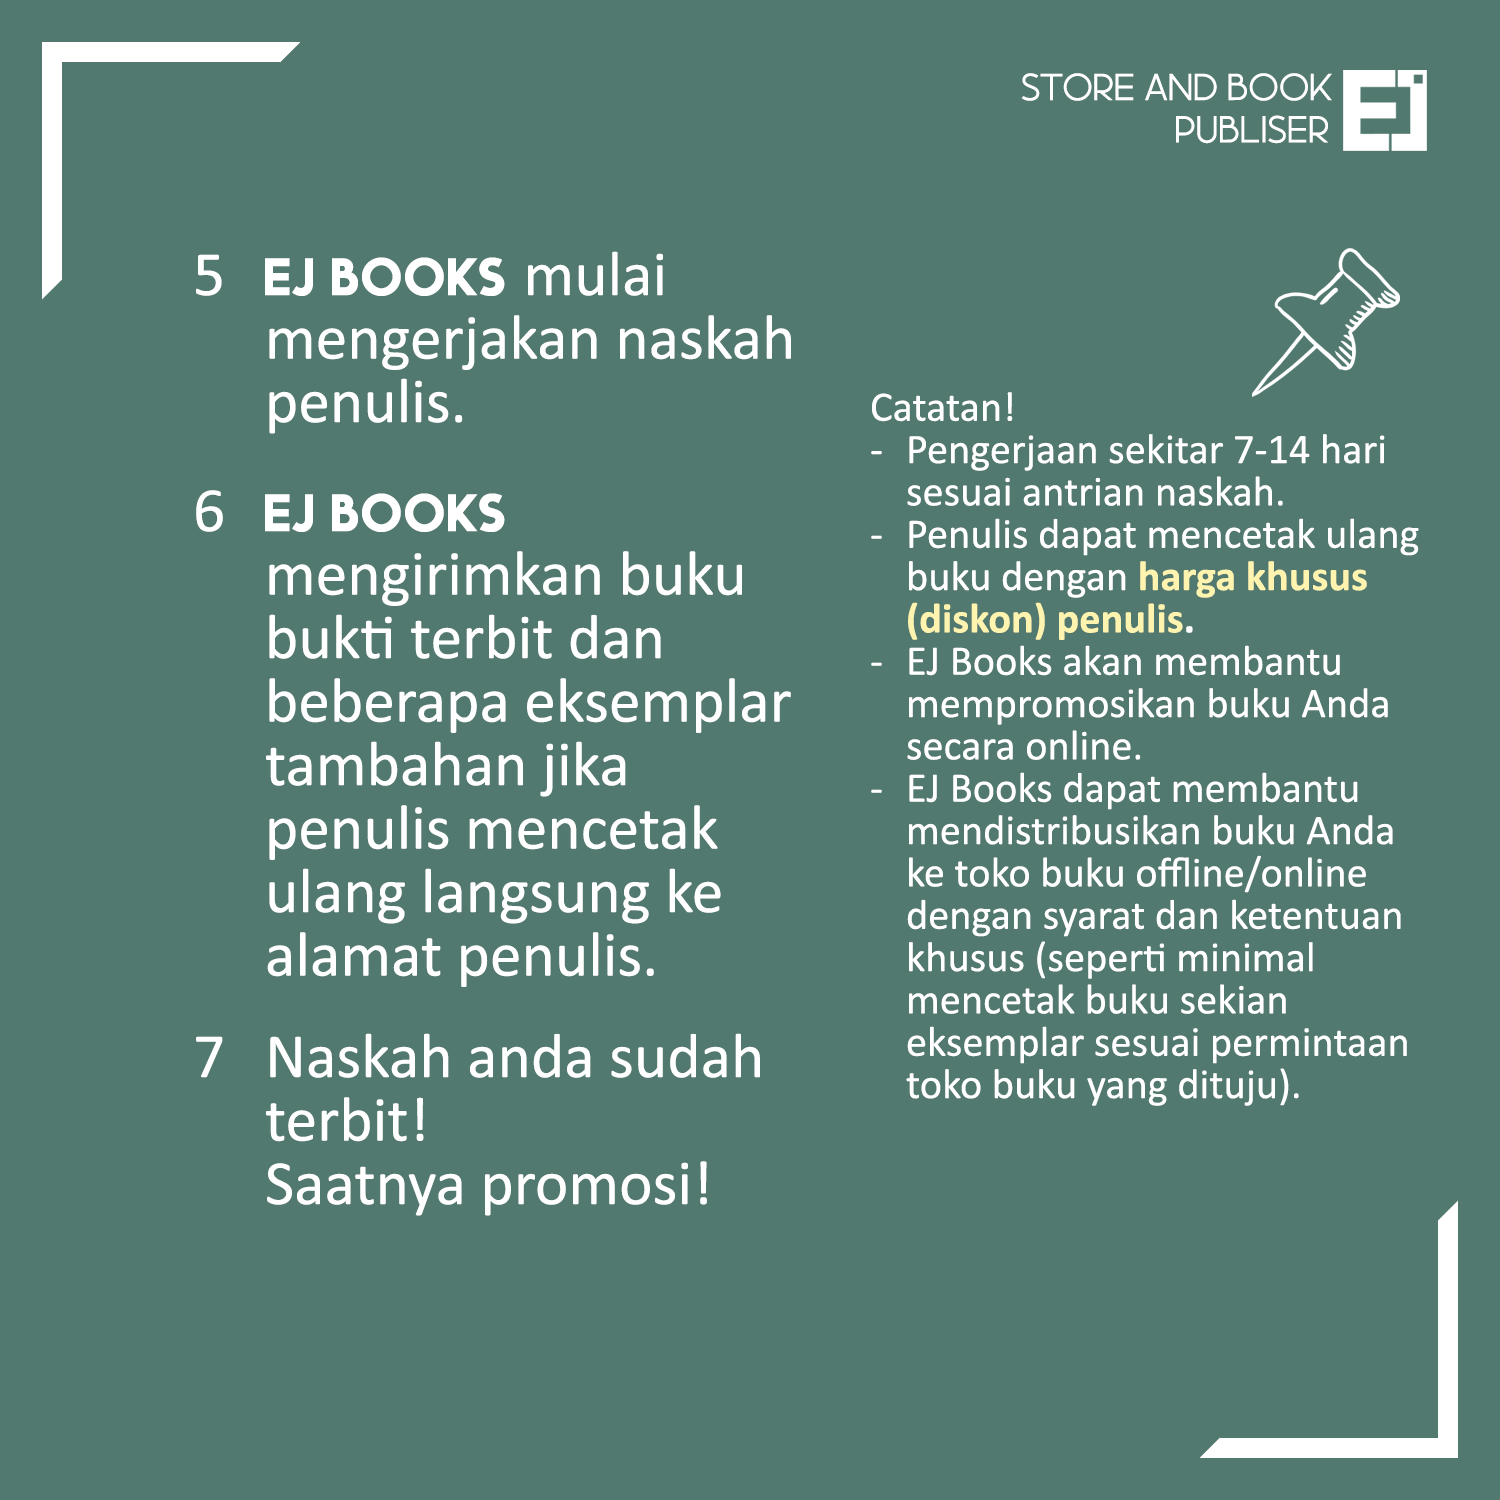 STORE AND BOOK
PUBLISER
EJ
5 EJ BOOKS mulai
mengerjakan naskah
penulis.
6 EJ BOOKS
mengirimkan buku
bukti terbit dan
beberapa eksemplar
tambahan jika
penulis mencetak
ulang langsung ke
alamat penulis.
7 Naskah anda sudah
terbit!
Saatnya promosi!
Catatan!
- Pengerjaan sekitar 7-14 hari
sesuai antrian naskah.
- Penulis dapat mencetak ulang
buku dengan harga khusus
(diskon) penulis.
- EJ Books akan membantu
mempromosikan buku Anda
secara online.
- EJ Books dapat membantu
mendistribusikan buku Anda
ke toko buku offline/online
dengan syarat dan ketentuan
khusus (seperti minimal
mencetak buku sekian
eksemplar sesuai permintaan
toko buku yang dituju).